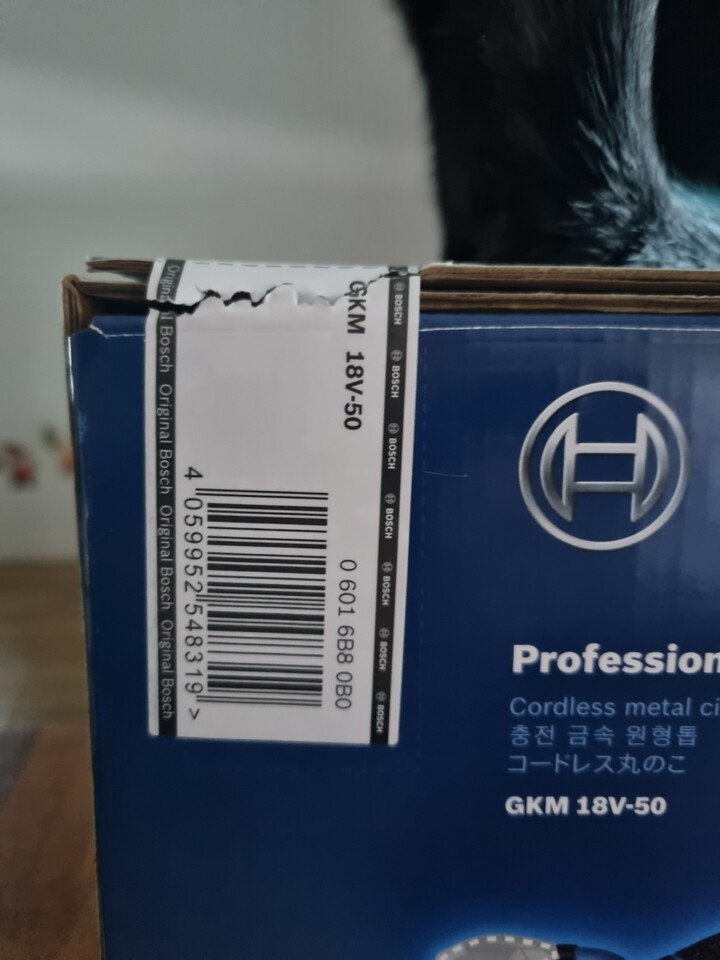 GKM 18V-50
0 601 6B8 0B0
4 059952 548319 >
Original Bosch Original Bosch Original Bosch Original Bosch
BOSCH BOSCH BOSCH BOSCH BOSCH BOSCH BOSCH
Profession
Cordless metal ci
충전 금속 원형톱
コードレス丸のこ
GKM 18V-50